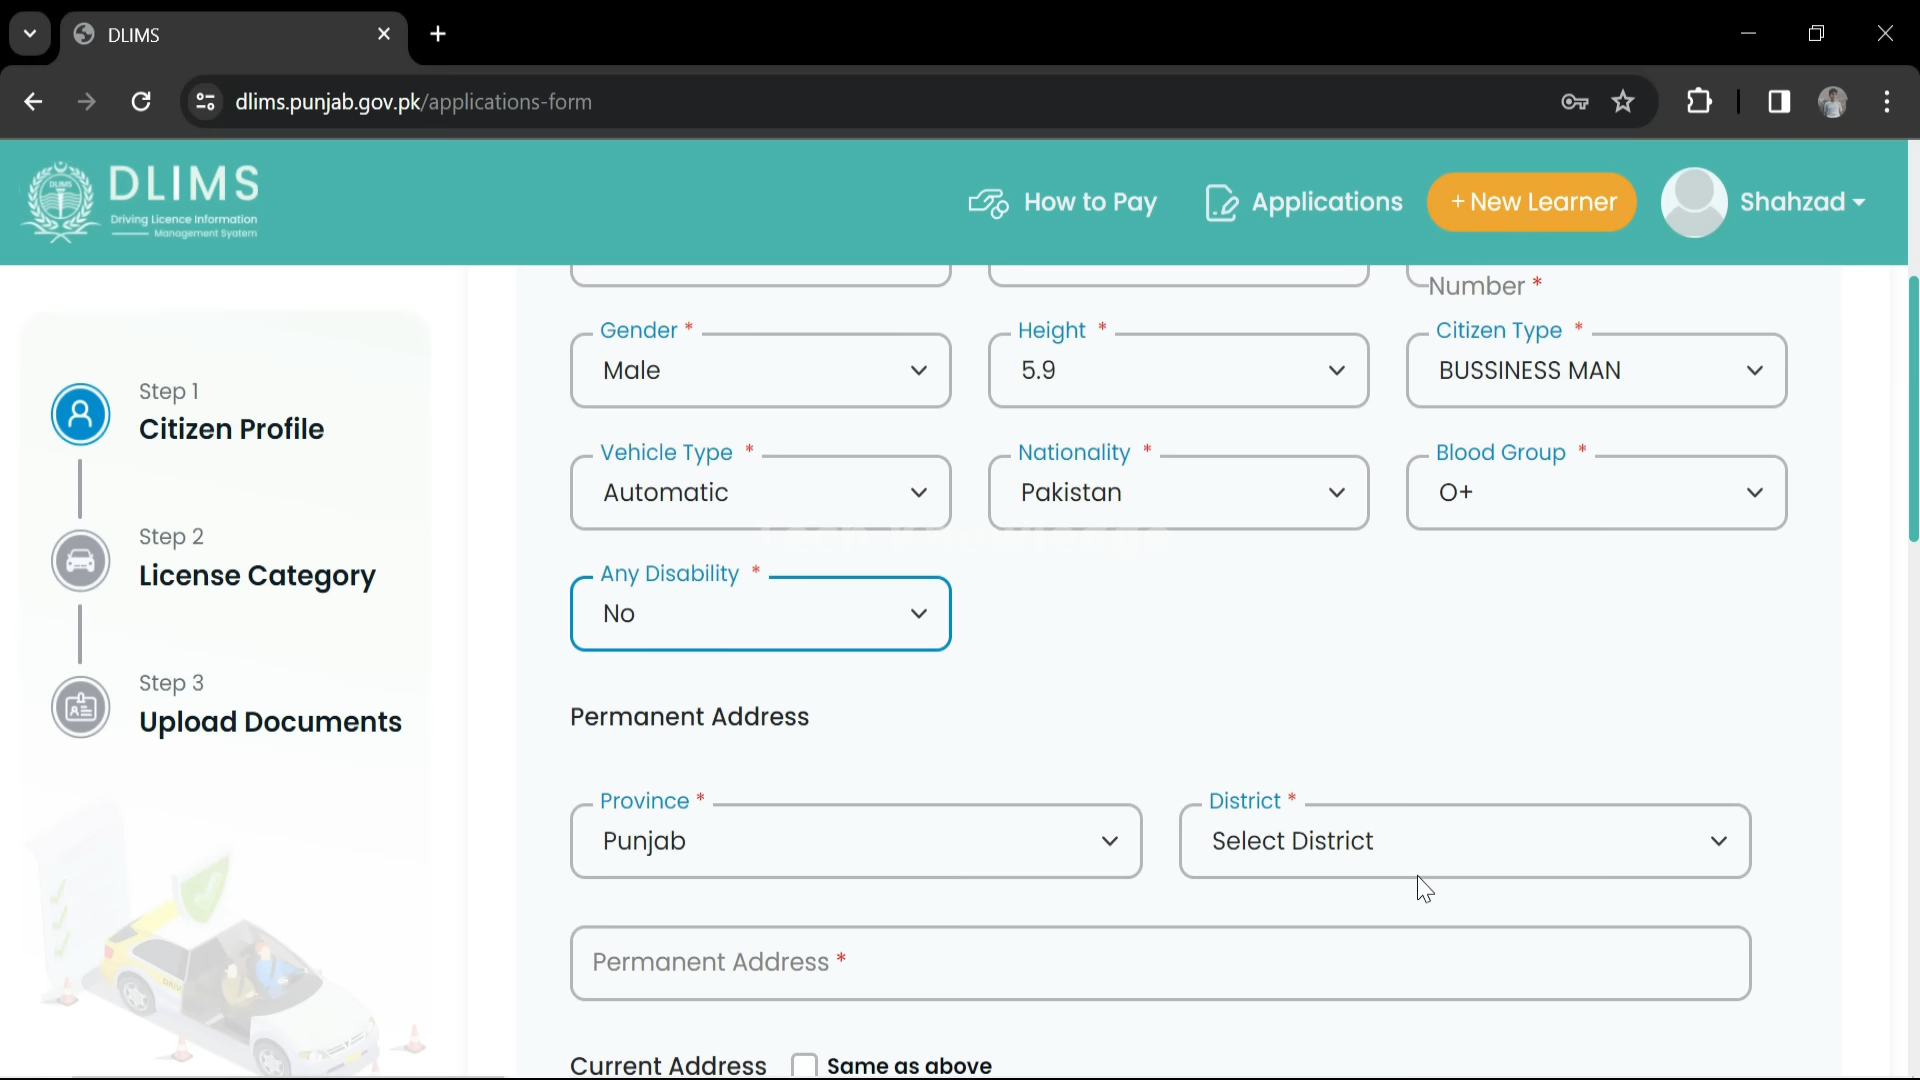 DLIMS
dlims.punjab.gov.pk/applications-form
DLIMS
Driving Licence Information
Management System
How to Pay
Applications
+ New Learner
Shahzad
Number *
Step 1
Citizen Profile
Step 2
License Category
Step 3
Upload Documents
Gender *
Male
Height *
5.9
Citizen Type *
BUSSINESS MAN
Vehicle Type *
Automatic
Nationality *
Pakistan
Blood Group *
O+
Any Disability *
No
Permanent Address
Province *
Punjab
District *
Select District
Permanent Address *
Current Address
Same as above